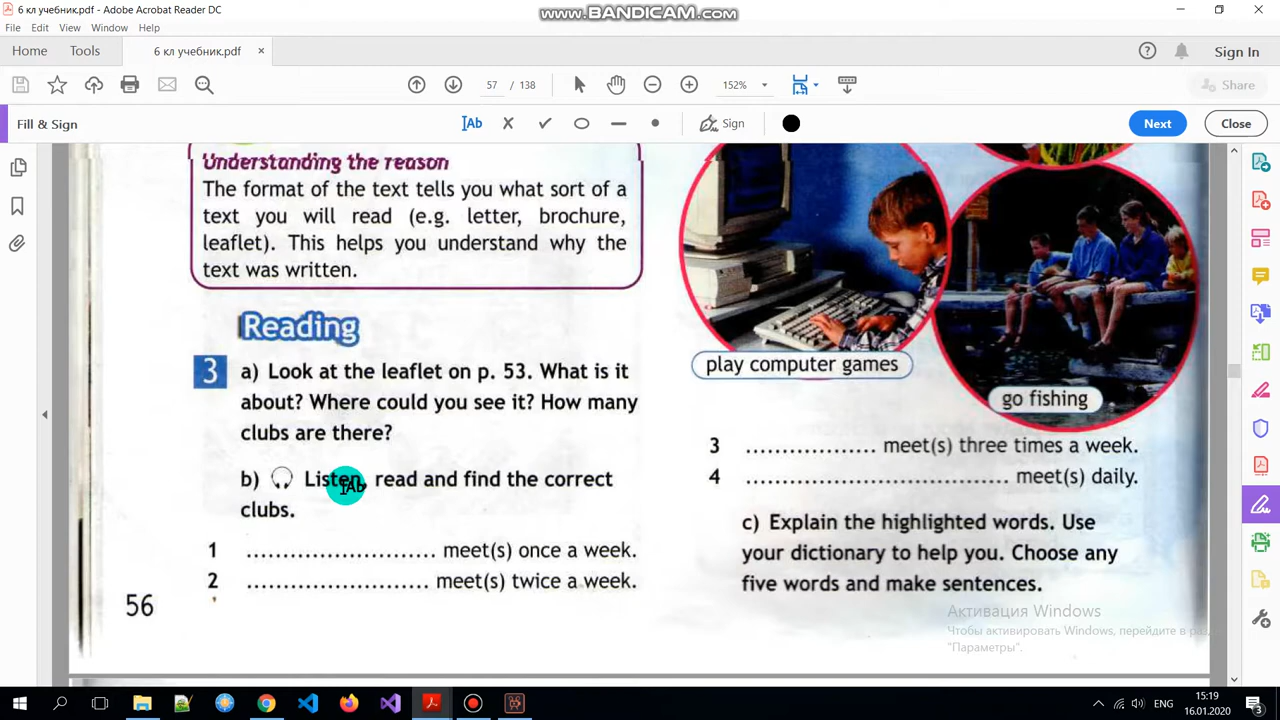 6 кл учебник.pdf - Adobe Acrobat Reader DC
www.BANDICAM.com
File Edit View Window Help
Home Tools 6 кл учебник.pdf × Sign In
57 / 138 152% Share
Fill & Sign Ab Sign Next Close
Understanding the reason
The format of the text tells you what sort of a
text you will read (e.g. letter, brochure,
leaflet). This helps you understand why the
text was written.
Reading
3 a) Look at the leaflet on p. 53. What is it
about? Where could you see it? How many
clubs are there?
b) Listen, read and find the correct
clubs.
1 ........................... meet(s) once a week.
2 .......................... meet(s) twice a week.
56
play computer games
go fishing
3 .................. meet(s) three times a week.
4 ..................................... meet(s) daily.
c) Explain the highlighted words. Use
your dictionary to help you. Choose any
five words and make sentences.
Активация Windows
Чтобы активировать Windows, перейдите в раз
"Параметры".
ENG 15:19
16.01.2020
3